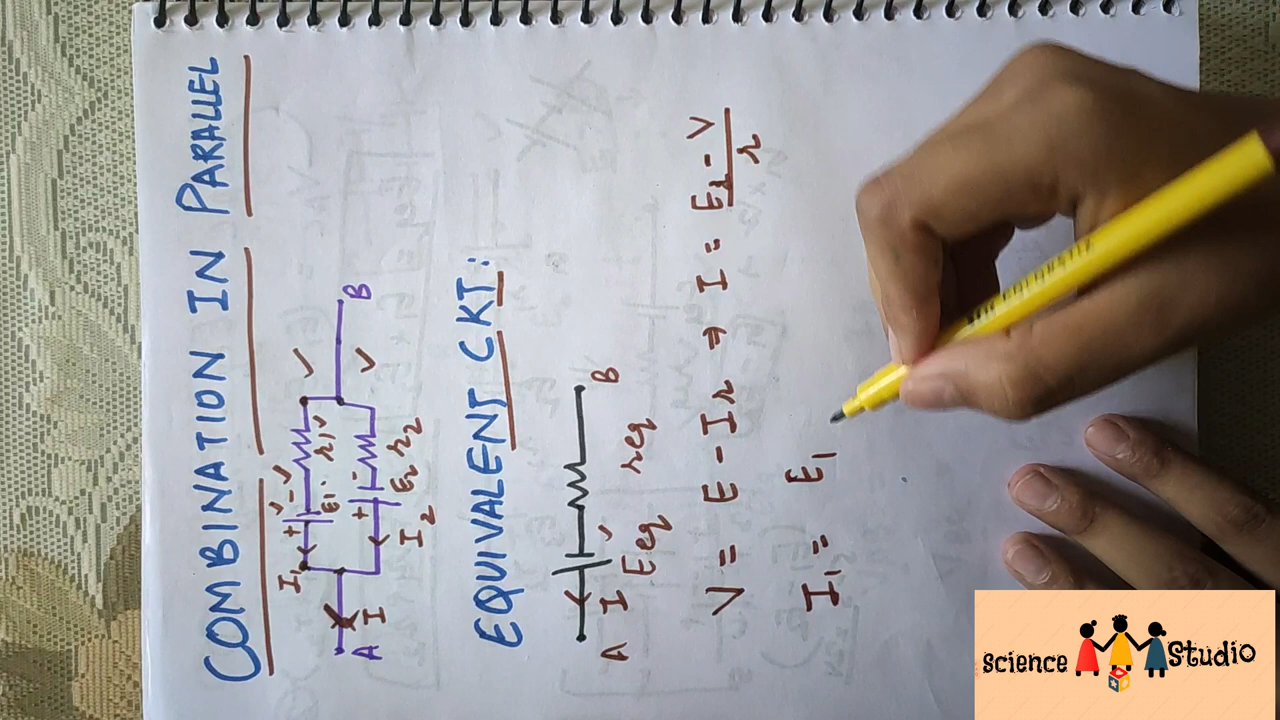 COMBINATION IN PARALLEL
I₁ + - E₁ r₁ V
A I B
+ - E₂ r₂ V
I₂
EQUIVALENT CKT:
A I B
Eeq req
V = E - Ir ⇒ I = E - V / r
I₁ = E₁
Science Studio